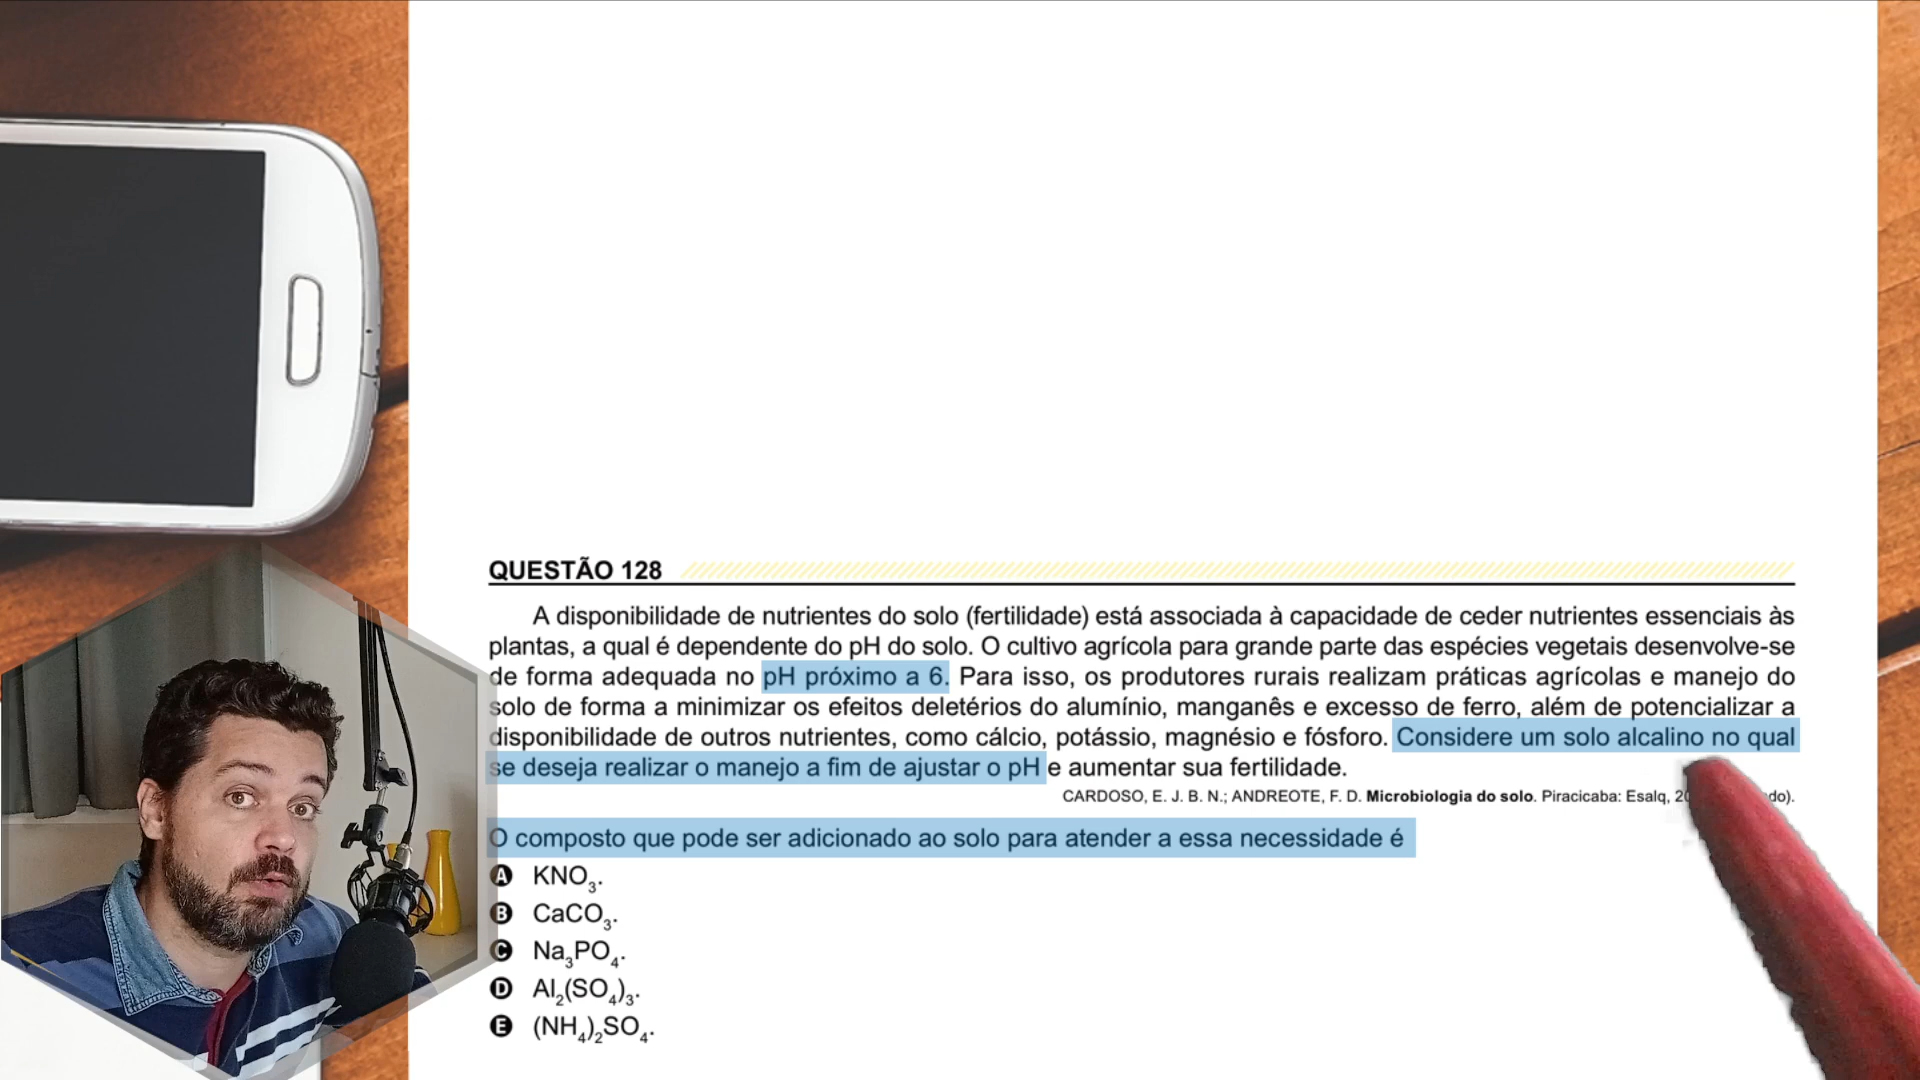 QUESTÃO 128
A disponibilidade de nutrientes do solo (fertilidade) está associada à capacidade de ceder nutrientes essenciais às
plantas, a qual é dependente do pH do solo. O cultivo agrícola para grande parte das espécies vegetais desenvolve-se
de forma adequada no pH próximo a 6. Para isso, os produtores rurais realizam práticas agrícolas e manejo do
solo de forma a minimizar os efeitos deletérios do alumínio, manganês e excesso de ferro, além de potencializar a
disponibilidade de outros nutrientes, como cálcio, potássio, magnésio e fósforo. Considere um solo alcalino no qual
se deseja realizar o manejo a fim de ajustar o pH e aumentar sua fertilidade.
CARDOSO, E. J. B. N.; ANDREOTE, F. D. Microbiologia do solo. Piracicaba: Esalq,
O composto que pode ser adicionado ao solo para atender a essa necessidade é
A KNO₃.
B CaCO₃.
C Na₃PO₄.
D Al₂(SO₄)₃.
E (NH₄)₂SO₄.